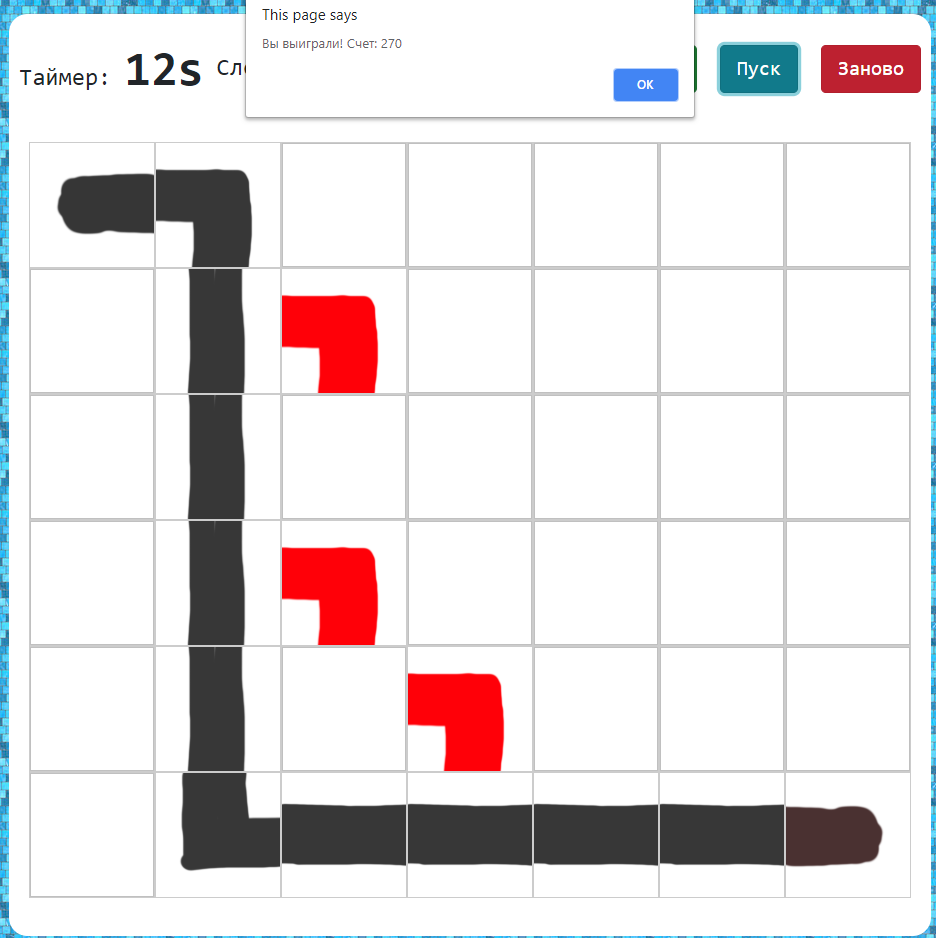 This page says
Вы выиграли! Счет: 270
OK
Таймер: 12s
Пуск
Заново